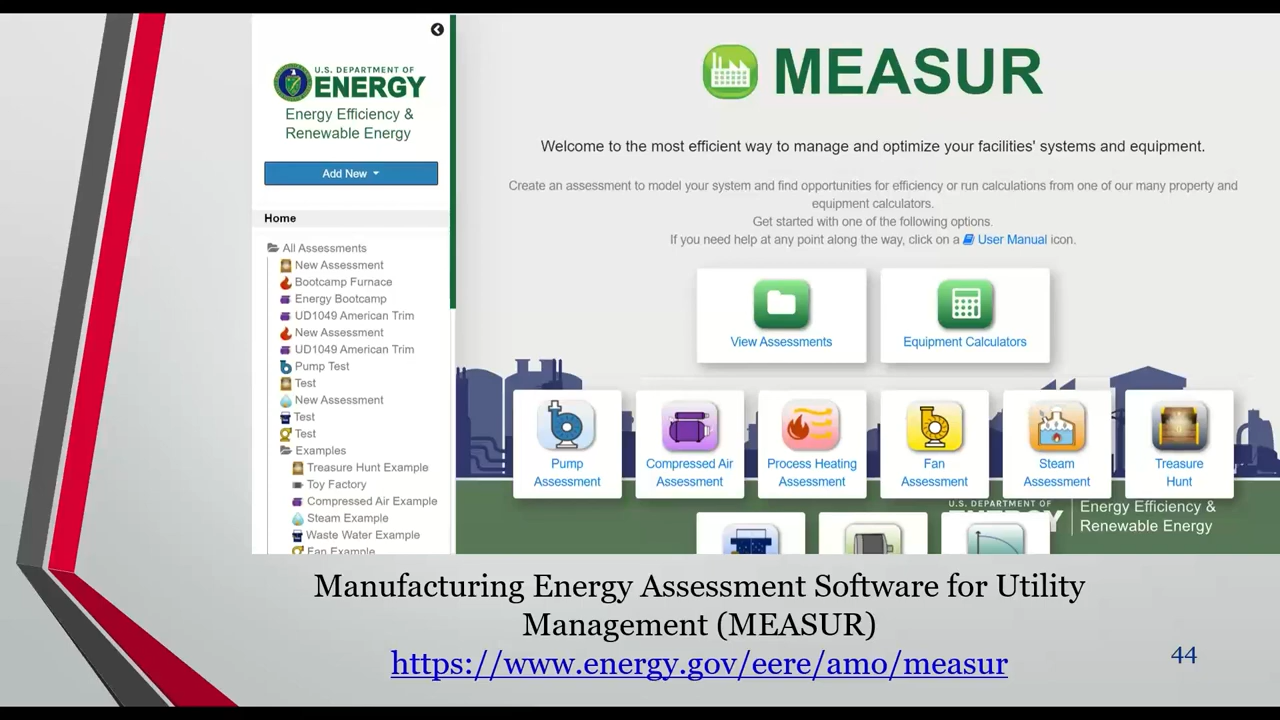 U.S. DEPARTMENT OF
ENERGY
Energy Efficiency &
Renewable Energy
Add New
Home
All Assessments
New Assessment
Bootcamp Furnace
Energy Bootcamp
UD1049 American Trim
New Assessment
UD1049 American Trim
Pump Test
Test
New Assessment
Test
Test
Examples
Treasure Hunt Example
Toy Factory
Compressed Air Example
Steam Example
Waste Water Example
Fan Example
MEASUR
Welcome to the most efficient way to manage and optimize your facilities' systems and equipment.
Create an assessment to model your system and find opportunities for efficiency or run calculations from one of our many property and
equipment calculators.
Get started with one of the following options.
If you need help at any point along the way, click on a User Manual icon.
View Assessments
Equipment Calculators
Pump
Assessment
Compressed Air
Assessment
Process Heating
Assessment
Fan
Assessment
Steam
Assessment
Treasure
Hunt
U.S. DEPARTMENT OF
Energy Efficiency &
Renewable Energy
Manufacturing Energy Assessment Software for Utility
Management (MEASUR)
https://www.energy.gov/eere/amo/measur
44